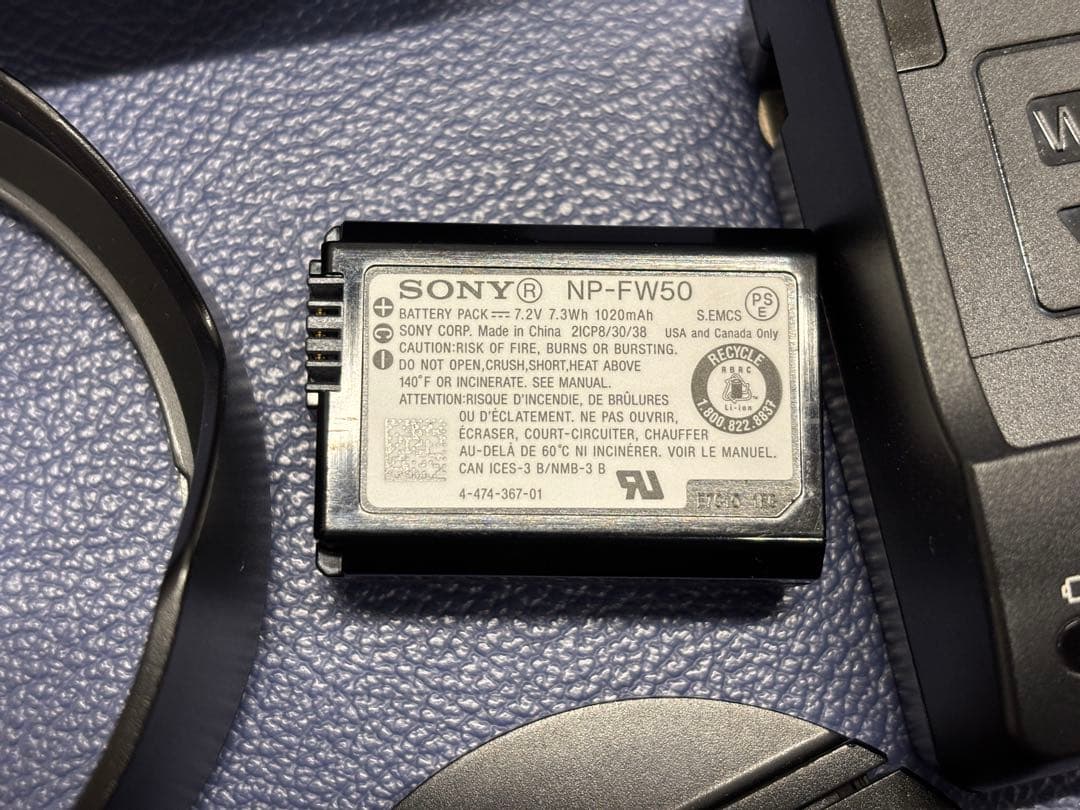 SONY® NP-FW50
BATTERY PACK ⎓ 7.2V 7.3Wh 1020mAh S.EMCS
PS
E
SONY CORP. Made in China 2ICP8/30/38 USA and Canada Only
CAUTION:RISK OF FIRE, BURNS OR BURSTING.
DO NOT OPEN,CRUSH,SHORT,HEAT ABOVE
140°F OR INCINERATE. SEE MANUAL.
RECYCLE
RBRC
Li-ion
1.800.822.8837
ATTENTION:RISQUE D'INCENDIE, DE BRÛLURES
OU D'ÉCLATEMENT. NE PAS OUVRIR,
ÉCRASER, COURT-CIRCUITER, CHAUFFER
AU-DELÀ DE 60°C NI INCINÉRER. VOIR LE MANUEL.
CAN ICES-3 B/NMB-3 B
4-474-367-01
W